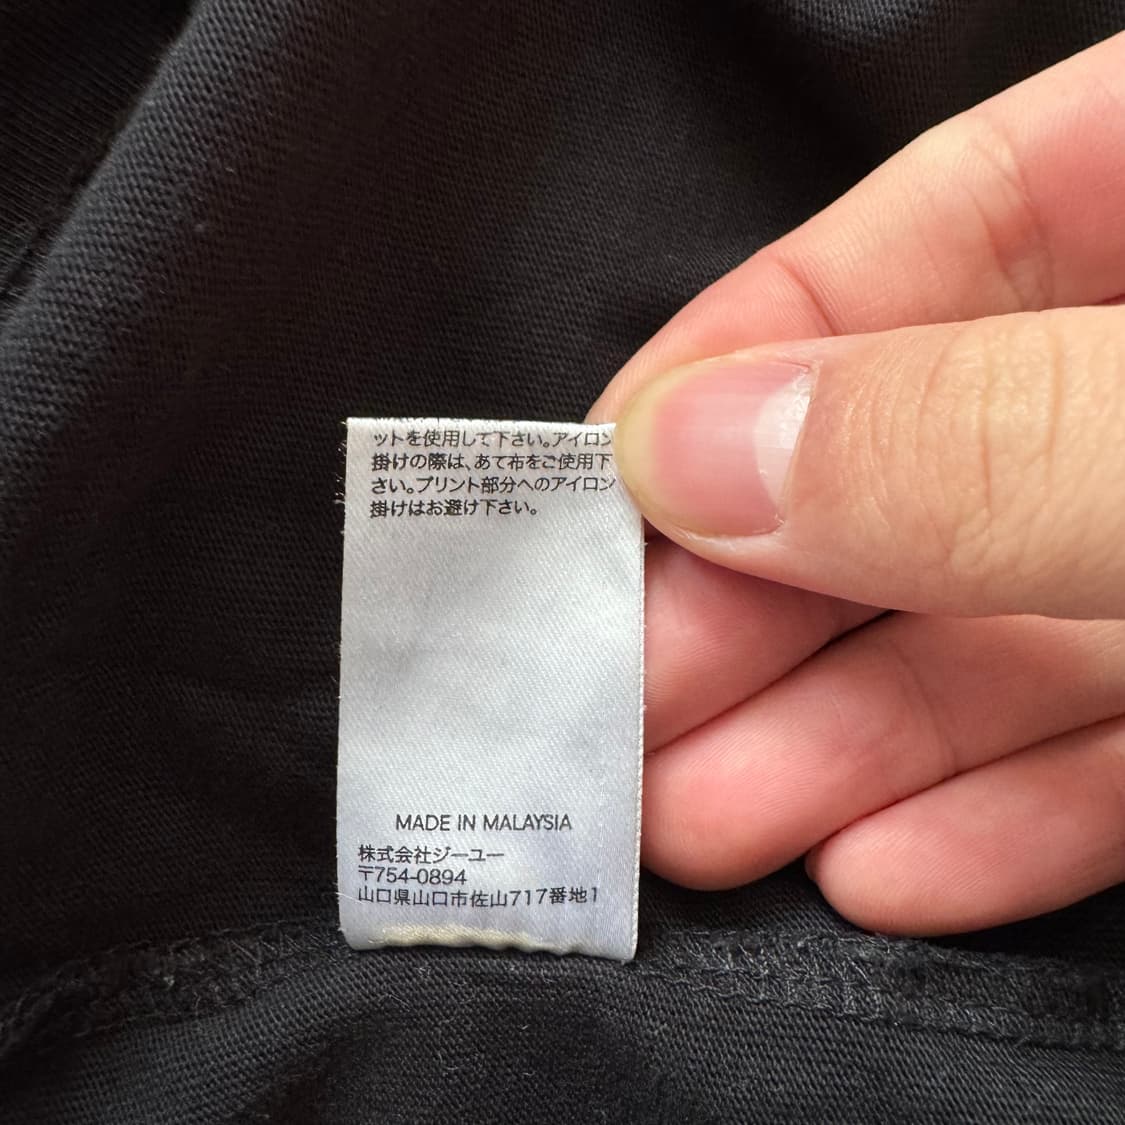 ットを使用して下さい。アイロン
掛けの際は、あて布をご使用下
さい。プリント部分へのアイロン
掛けはお避け下さい。
MADE IN MALAYSIA
株式会社ジーユー
〒754-0894
山口県山口市佐山717番地1